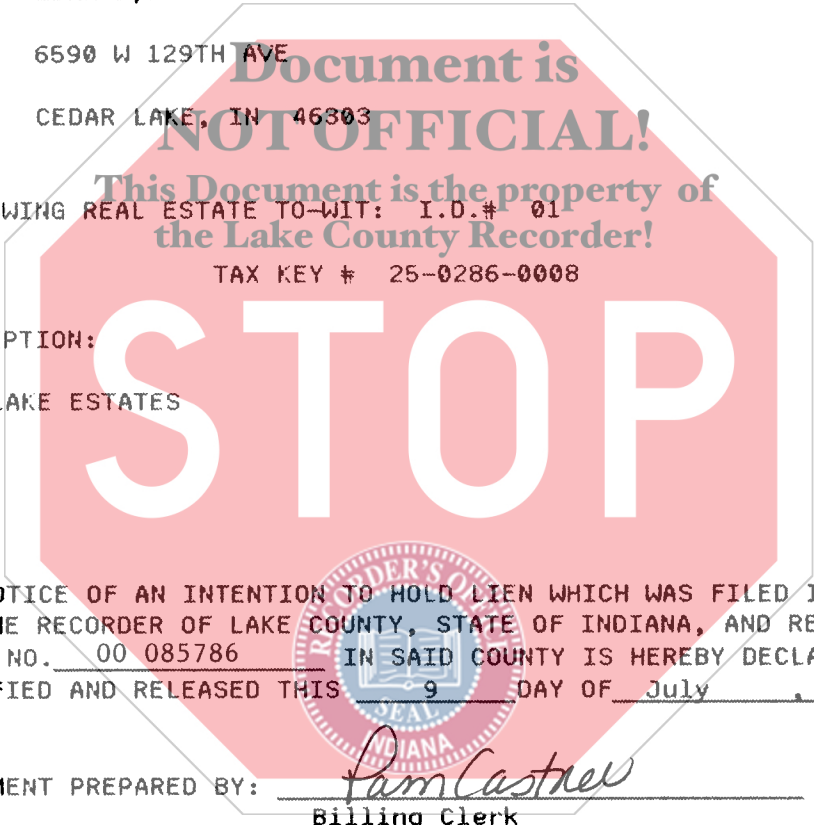 6590 W 129TH AVE
Document is
CEDAR LAKE, IN 46303
NOT OFFICIAL!
This Document is the property of
WING REAL ESTATE TO-WIT: I.D.# 01
the Lake County Recorder!
TAX KEY # 25-0286-0008
PTION:
STOP
LAKE ESTATES
RECORDER'S OFFICE
OTICE OF AN INTENTION TO HOLD LIEN WHICH WAS FILED I
HE RECORDER OF LAKE COUNTY, STATE OF INDIANA, AND RE
NO. 00 085786 IN SAID COUNTY IS HEREBY DECLA
FIED AND RELEASED THIS 9 DAY OF July ,
SEAL
INDIANA
MENT PREPARED BY: Pam Castner
Billing Clerk